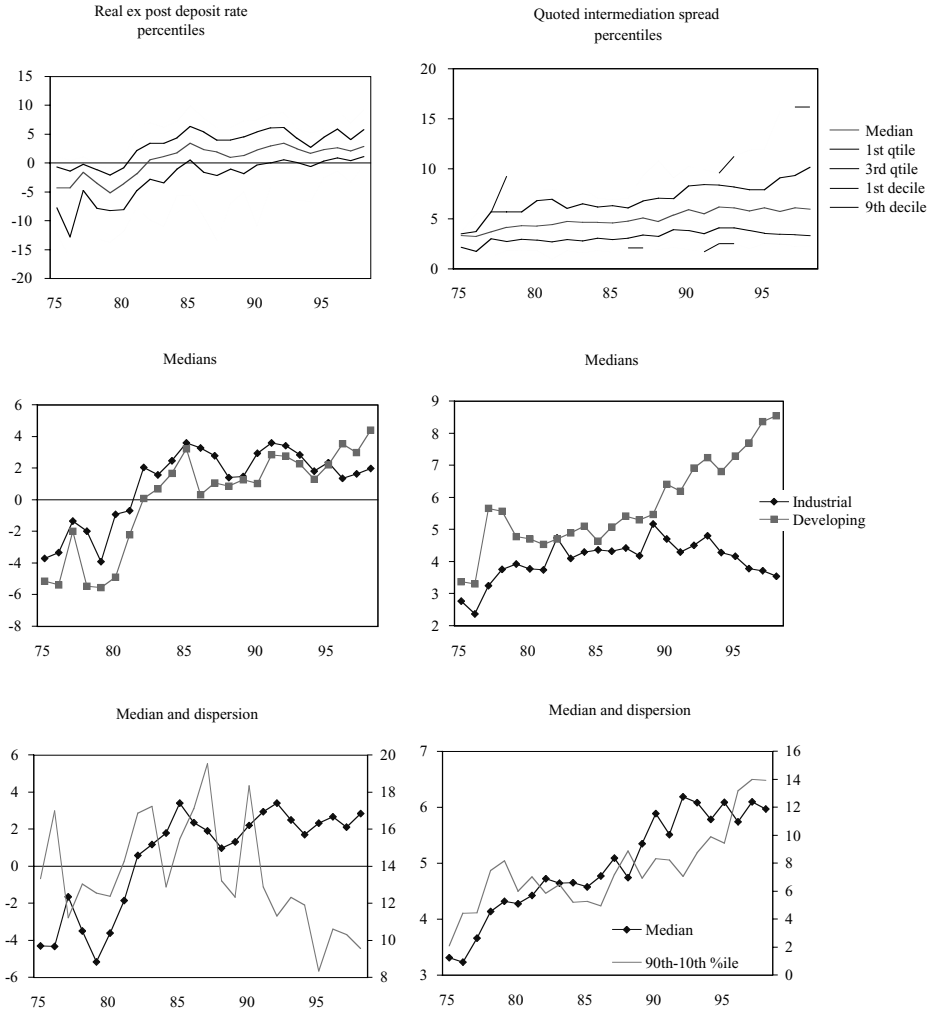 Real ex post deposit rate
percentiles
15
10
5
0
-5
-10
-15
-20
75 80 85 90 95
Quoted intermediation spread
percentiles
20
15
10
5
0
75 80 85 90 95
Median
1st qtile
3rd qtile
1st decile
9th decile
Medians
6
4
2
0
-2
-4
-6
-8
75 80 85 90 95
Medians
9
8
7
6
5
4
3
2
75 80 85 90 95
Industrial
Developing
Median and dispersion
6
4
2
0
-2
-4
-6
20
18
16
14
12
10
8
75 80 85 90 95
Median and dispersion
7
6
5
4
3
16
14
12
10
8
6
4
2
0
Median
90th-10th %ile
75 80 85 90 95